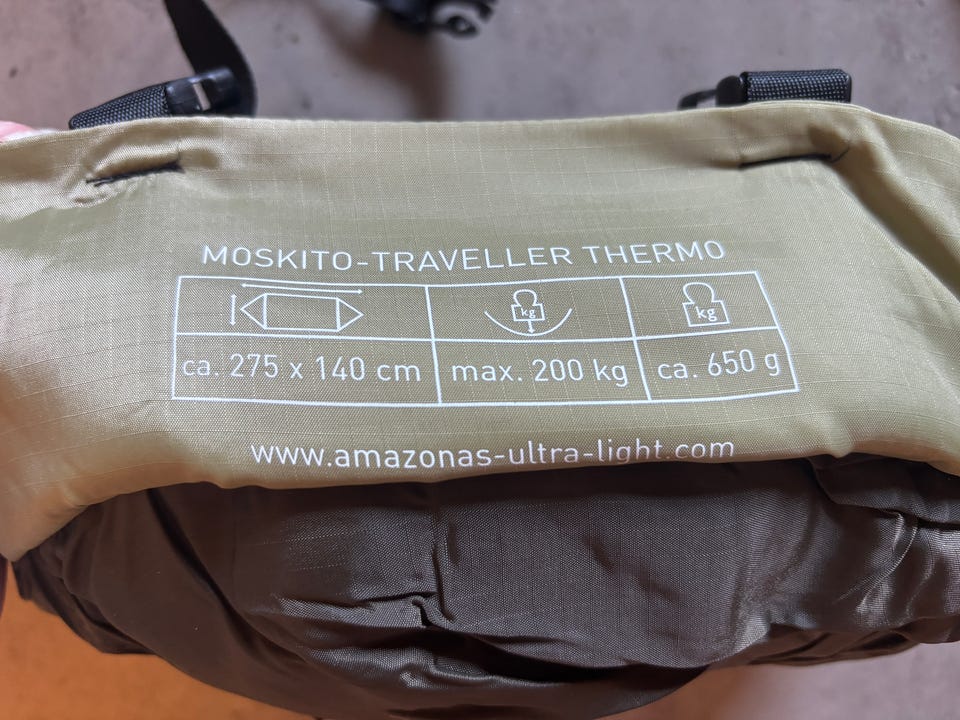 MOSKITO-TRAVELLER THERMO
kg
kg
ca. 275 x 140 cm max. 200 kg ca. 650 g
www.amazonas-ultra-light.com